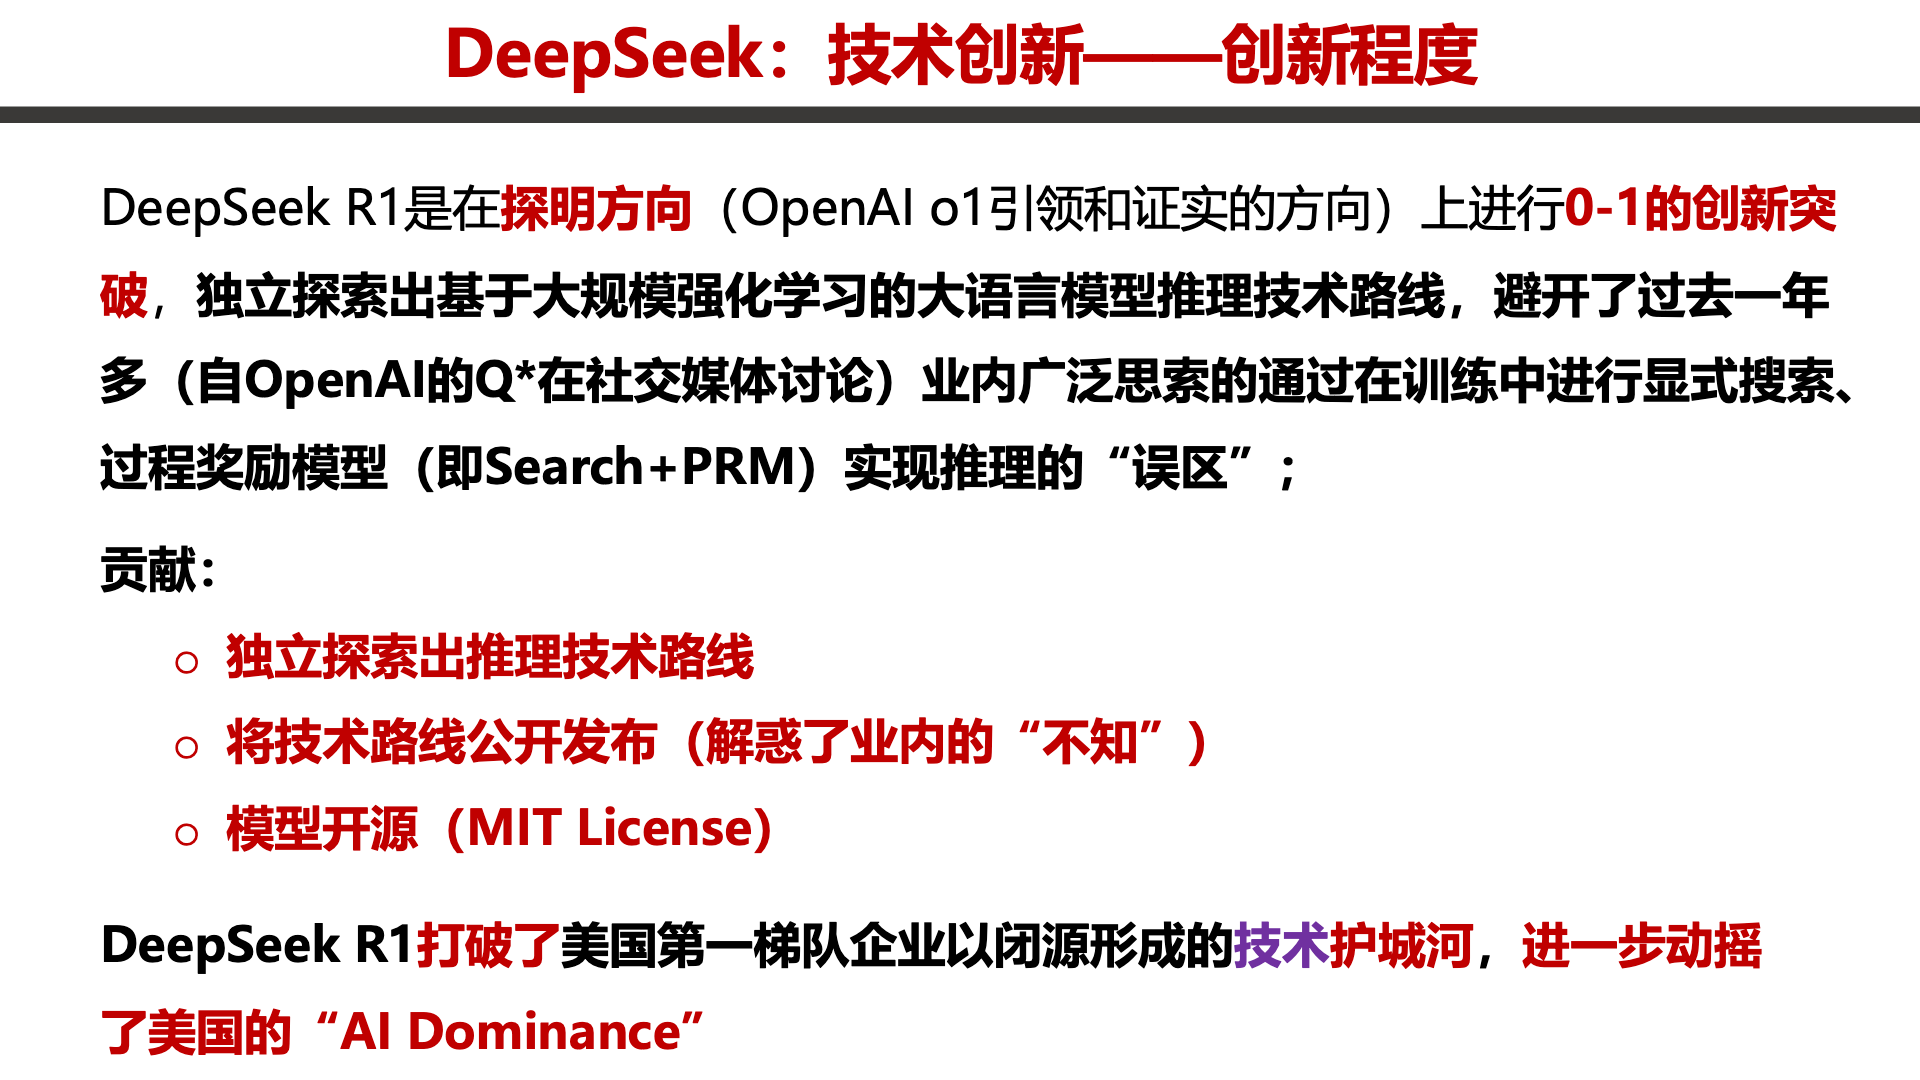 DeepSeek：技术创新——创新程度
DeepSeek R1是在探明方向（OpenAI o1引领和证实的方向）上进行0-1的创新突
破，独立探索出基于大规模强化学习的大语言模型推理技术路线，避开了过去一年
多（自OpenAI的Q*在社交媒体讨论）业内广泛思索的通过在训练中进行显式搜索、
过程奖励模型（即Search+PRM）实现推理的“误区”；
贡献：
○ 独立探索出推理技术路线
○ 将技术路线公开发布（解惑了业内的“不知”）
○ 模型开源（MIT License）
DeepSeek R1打破了美国第一梯队企业以闭源形成的技术护城河，进一步动摇
了美国的“AI Dominance”